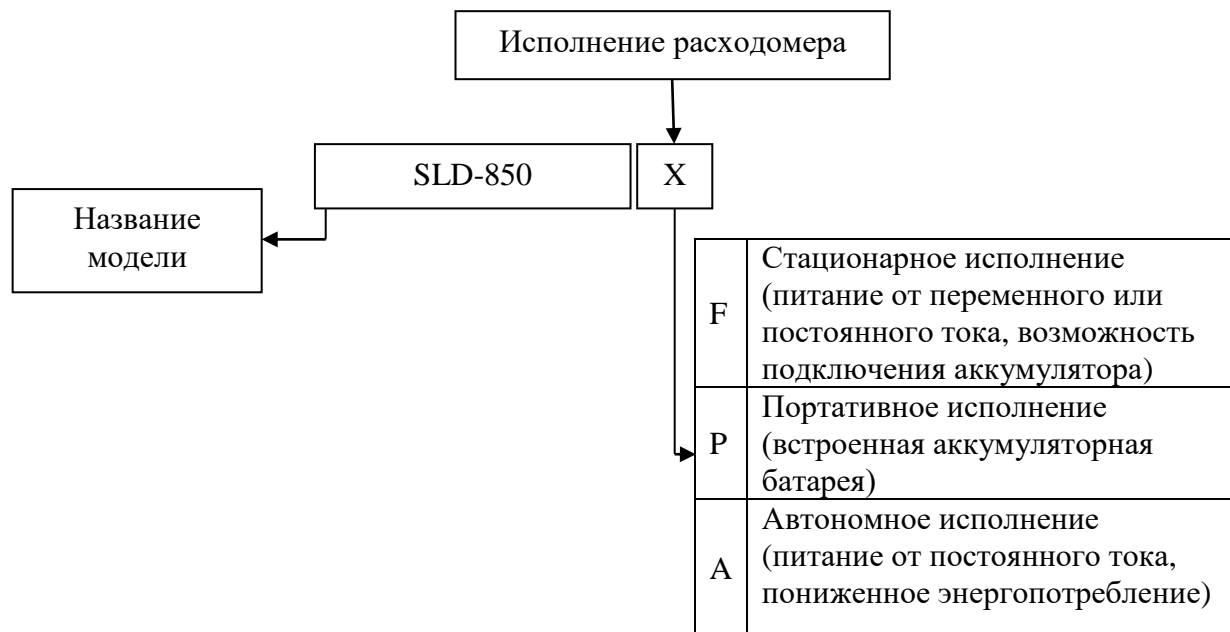 Исполнение расходомера
SLD-850
X
Название
модели
F
Стационарное исполнение
(питание от переменного или
постоянного тока, возможность
подключения аккумулятора)
P
Портативное исполнение
(встроенная аккумуляторная
батарея)
A
Автономное исполнение
(питание от постоянного тока,
пониженное энергопотребление)